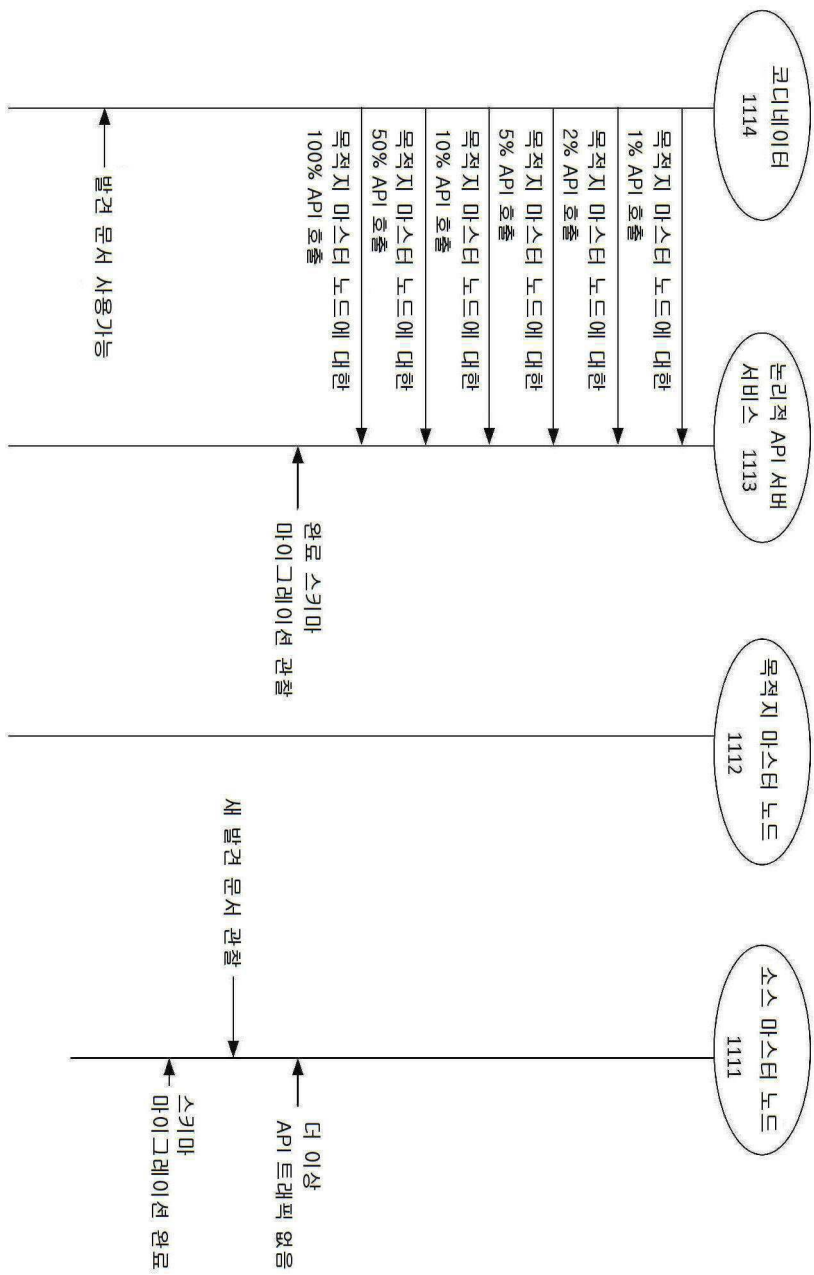 코디네이터
1114
논리적 API 서버
서비스 1113
목적지 마스터 노드
1112
소스 마스터 노드
1111
목적지 마스터 노드에 대한
1% API 호출
목적지 마스터 노드에 대한
2% API 호출
목적지 마스터 노드에 대한
5% API 호출
목적지 마스터 노드에 대한
10% API 호출
목적지 마스터 노드에 대한
50% API 호출
목적지 마스터 노드에 대한
100% API 호출
완료 스키마
마이그레이션 관찰
더 이상
API 트래픽 없음
새 발견 문서 관찰
스키마
마이그레이션 완료
발견 문서 사용가능